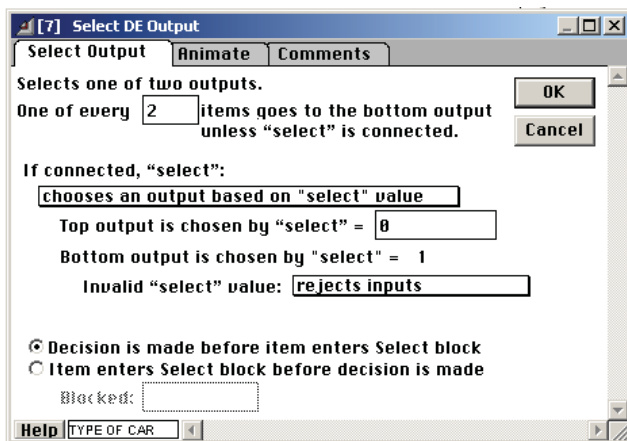 [7] Select DE Output
Select Output Animate Comments
Selects one of two outputs.
OK
One of every 2 items goes to the bottom output
unless “select” is connected.
Cancel
If connected, “select”:
chooses an output based on "select" value
Top output is chosen by “select” = 0
Bottom output is chosen by "select" = 1
Invalid “select” value: rejects inputs
Decision is made before item enters Select block
Item enters Select block before decision is made
Blocked:
Help TYPE OF CAR